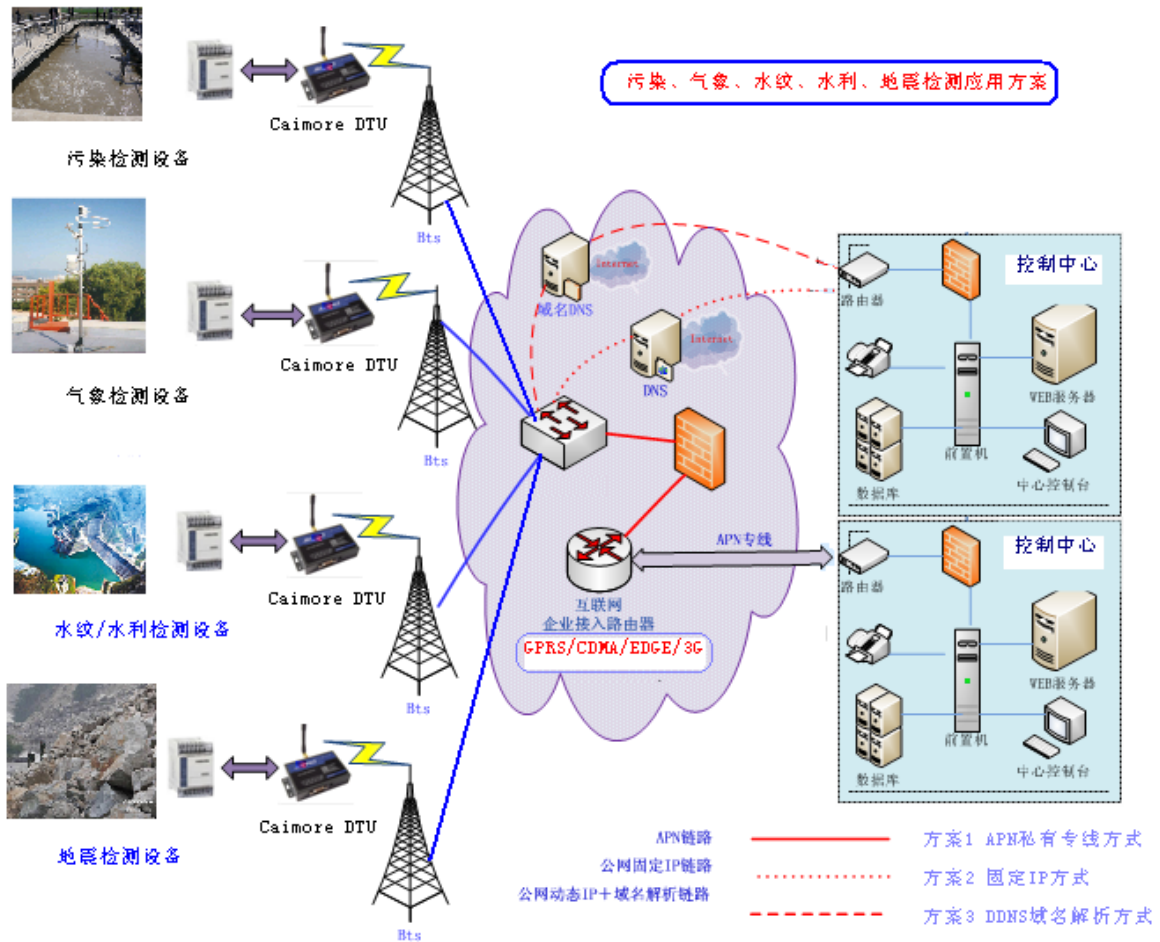 污染、气象、水纹、水利、地震检测应用方案
Caimore DTU
污染检测设备
Bts
Caimore DTU
气象检测设备
Bts
Caimore DTU
水纹/水利检测设备
Bts
Caimore DTU
地震检测设备
Bts
Internet
域名DNS
Internet
DNS
APN专线
互联网
企业接入路由器
GPRS/CDMA/EDGE/3G
控制中心
路由器
WEB服务器
前置机
数据库
中心控制台
控制中心
路由器
WEB服务器
前置机
数据库
中心控制台
APN链路
方案1 APN私有专线方式
公网固定IP链路
方案2 固定IP方式
公网动态IP+域名解析链路
方案3 DDNS域名解析方式